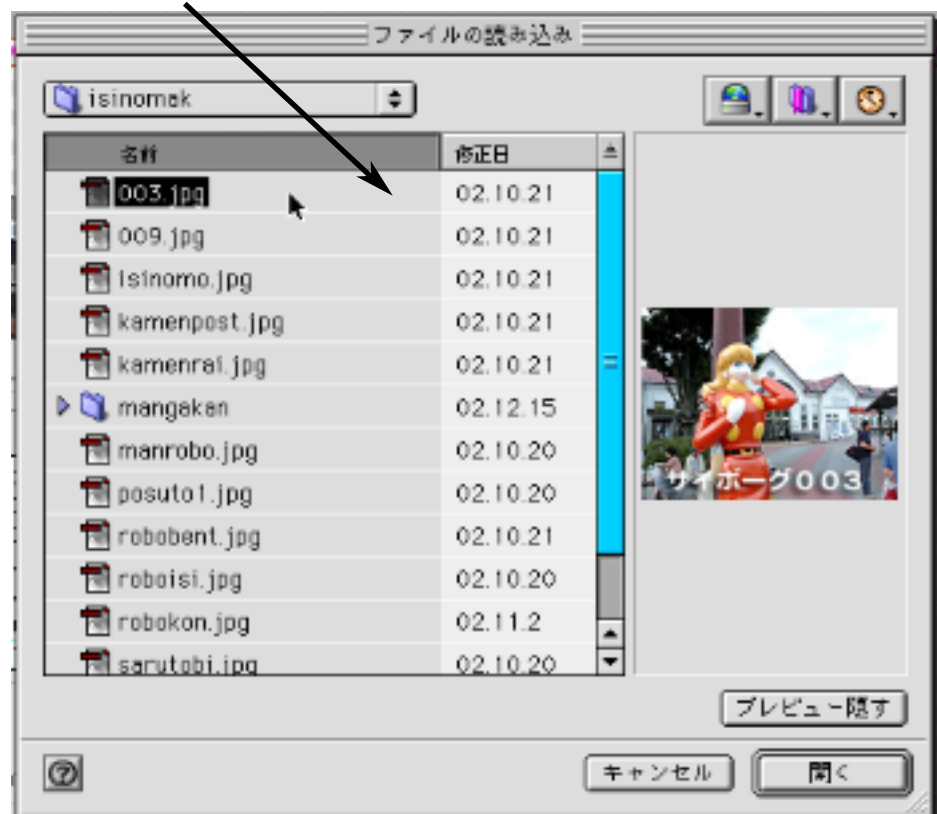 ファイルの読み込み
isinomak
名前 修正日
003.jpg 02.10.21
009.jpg 02.10.21
isinomo.jpg 02.10.21
kamenpost.jpg 02.10.21
kamenrai.jpg 02.10.21
mangakan 02.12.15
manrobo.jpg 02.10.20
posuto1.jpg 02.10.20
robobent.jpg 02.10.21
roboisi.jpg 02.10.20
robokon.jpg 02.11.2
sarutobi.jpg 02.10.20
サイボーグ003
プレビュー隠す
?
キャンセル 開く